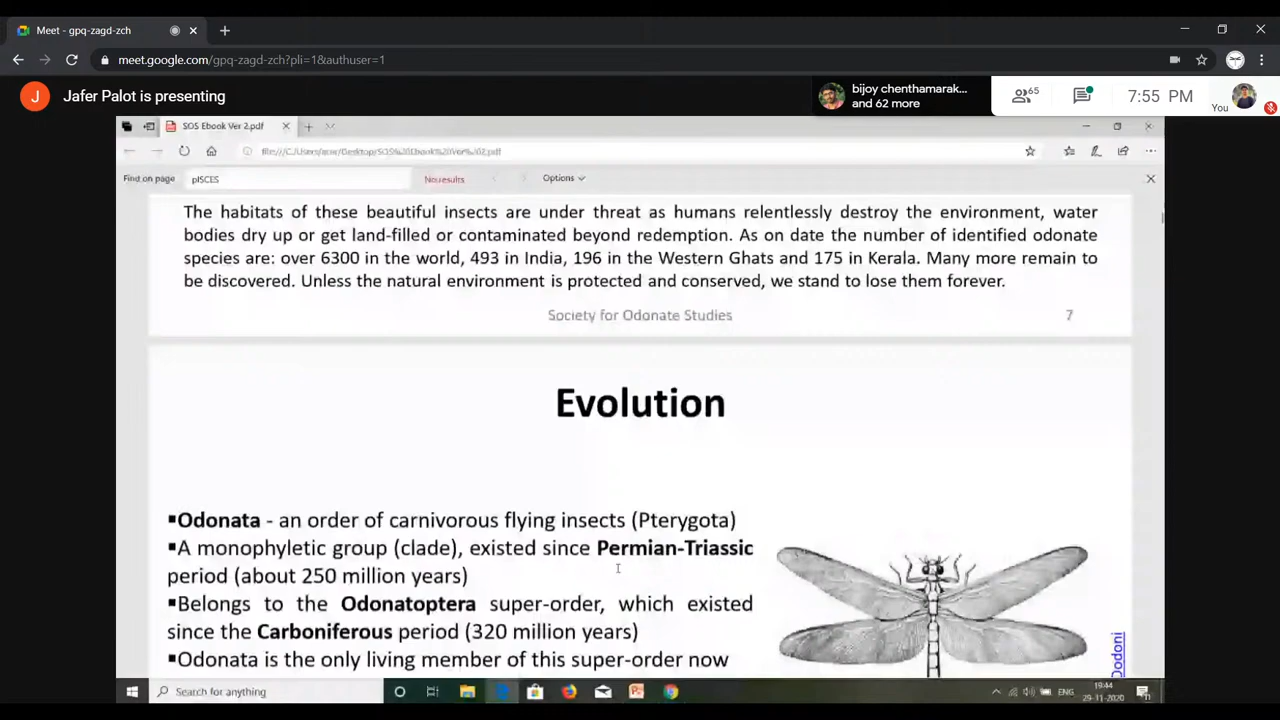 Meet - gpq-zagd-zch
meet.google.com/gpq-zagd-zch?pli=1&authuser=1
J Jafer Palot is presenting
bijoy chenthamarak...
and 62 more
65
7:55 PM
You
SOS Ebook Ver 2.pdf
Find on page pISCES No results Options
The habitats of these beautiful insects are under threat as humans relentlessly destroy the environment, water
bodies dry up or get land-filled or contaminated beyond redemption. As on date the number of identified odonate
species are: over 6300 in the world, 493 in India, 196 in the Western Ghats and 175 in Kerala. Many more remain to
be discovered. Unless the natural environment is protected and conserved, we stand to lose them forever.
Society for Odonate Studies 7
Evolution
▪Odonata - an order of carnivorous flying insects (Pterygota)
▪A monophyletic group (clade), existed since Permian-Triassic
period (about 250 million years)
▪Belongs to the Odonatoptera super-order, which existed
since the Carboniferous period (320 million years)
▪Odonata is the only living member of this super-order now
Dodoni
Search for anything
ENG
19:44
29-11-2020